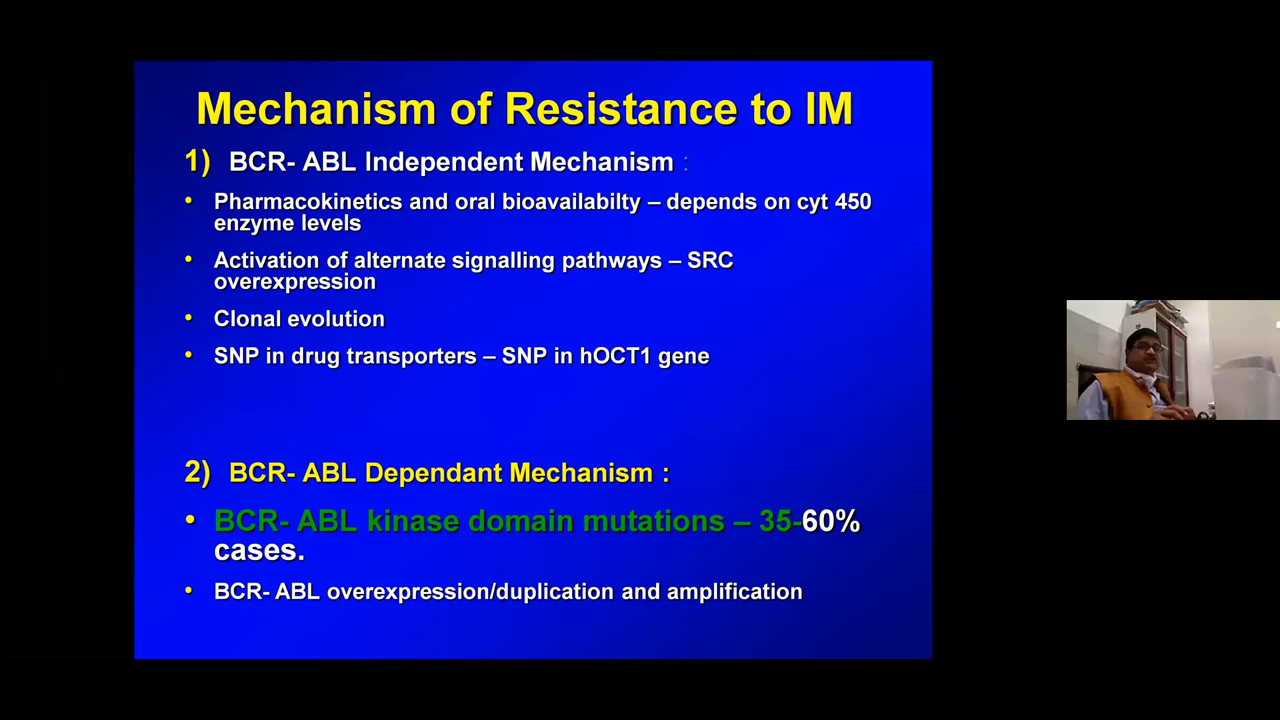 Mechanism of Resistance to IM
1) BCR- ABL Independent Mechanism :
• Pharmacokinetics and oral bioavailabilty – depends on cyt 450
enzyme levels
• Activation of alternate signalling pathways – SRC
overexpression
• Clonal evolution
• SNP in drug transporters – SNP in hOCT1 gene
2) BCR- ABL Dependant Mechanism :
• BCR- ABL kinase domain mutations – 35-60%
cases.
• BCR- ABL overexpression/duplication and amplification